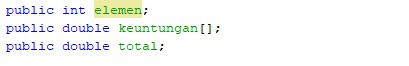 public int elemen;
public double keuntungan[];
public double total;